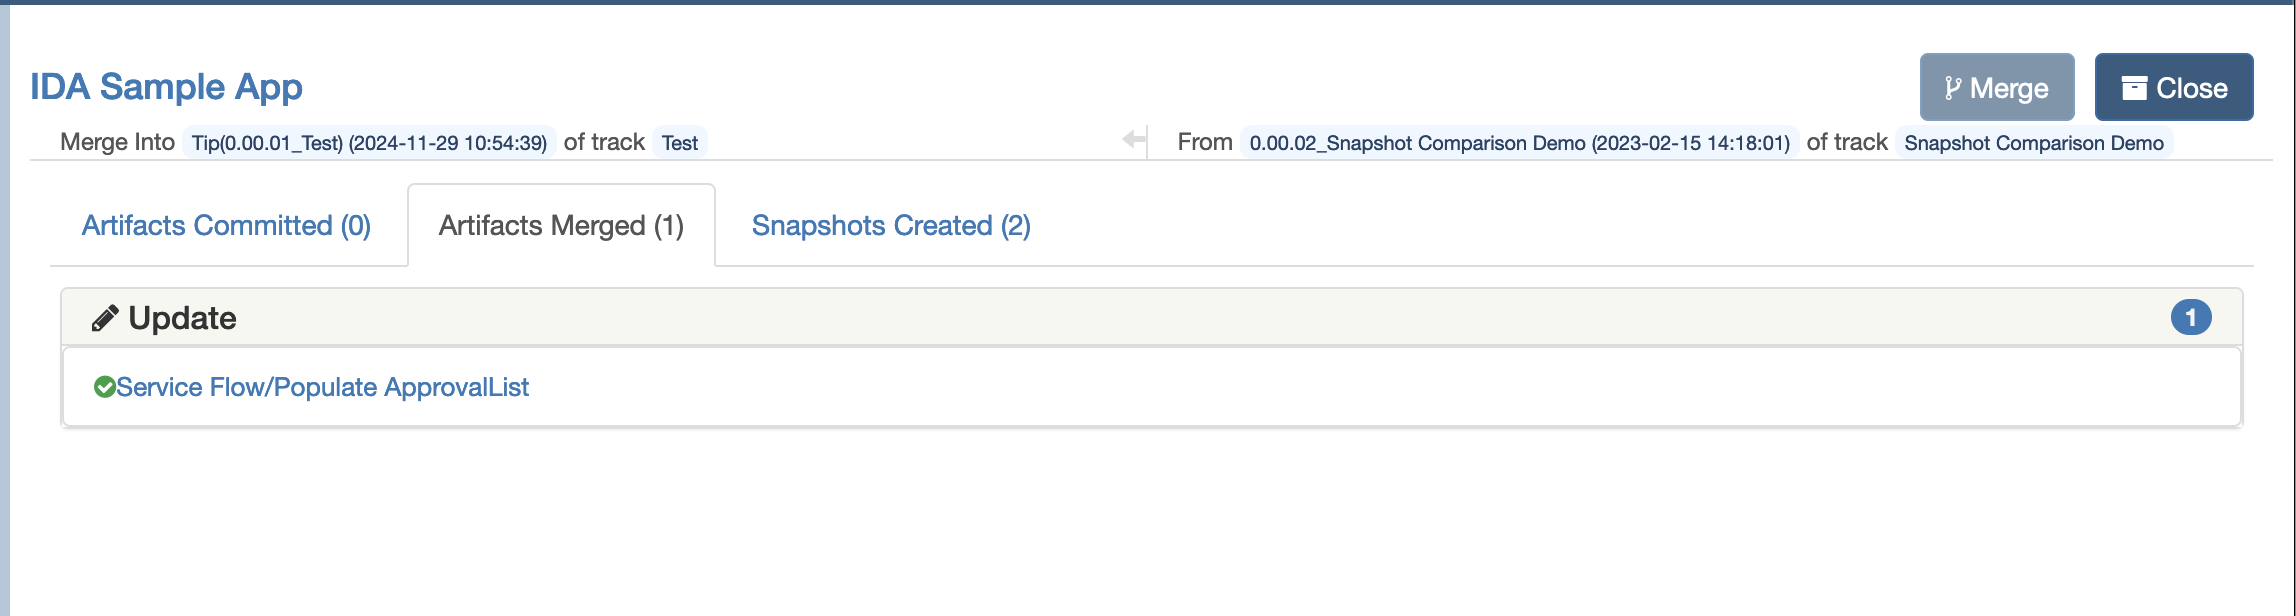 IDA Sample App
Merge
Close
Merge Into Tip(0.00.01_Test) (2024-11-29 10:54:39) of track Test
From 0.00.02_Snapshot Comparison Demo (2023-02-15 14:18:01) of track Snapshot Comparison Demo
Artifacts Committed (0)
Artifacts Merged (1)
Snapshots Created (2)
Update
1
Service Flow/Populate ApprovalList